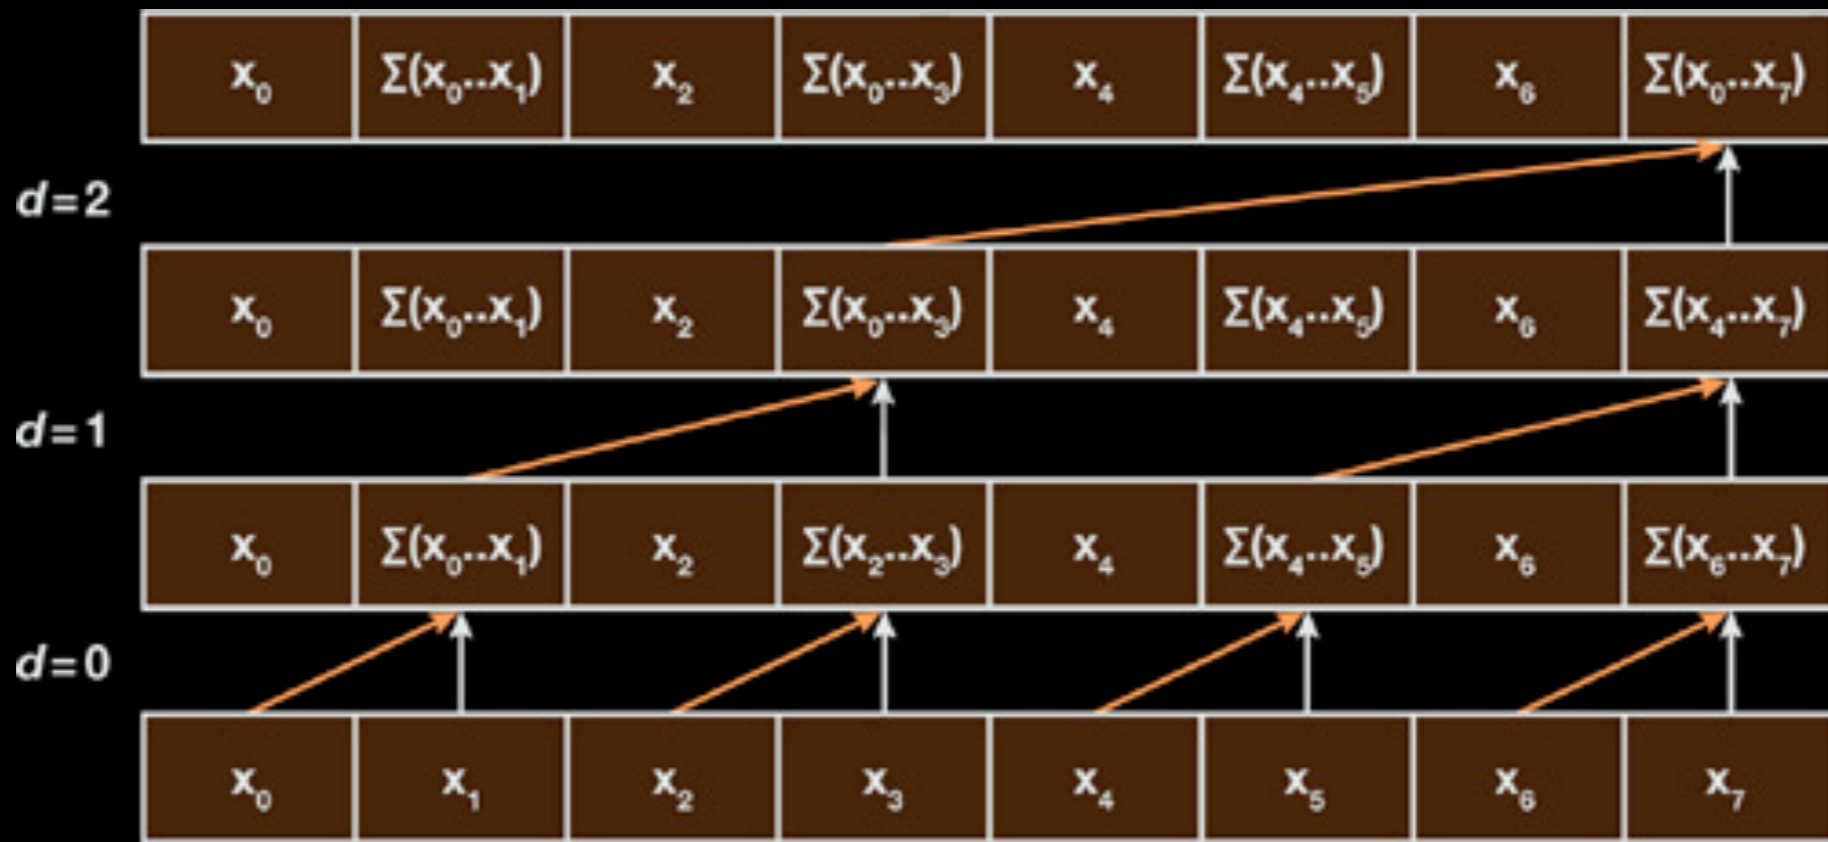 x₀ Σ(x₀..x₁) x₂ Σ(x₀..x₃) x₄ Σ(x₄..x₅) x₆ Σ(x₀..x₇)
d=2
x₀ Σ(x₀..x₁) x₂ Σ(x₀..x₃) x₄ Σ(x₄..x₅) x₆ Σ(x₄..x₇)
d=1
x₀ Σ(x₀..x₁) x₂ Σ(x₂..x₃) x₄ Σ(x₄..x₅) x₆ Σ(x₆..x₇)
d=0
x₀ x₁ x₂ x₃ x₄ x₅ x₆ x₇